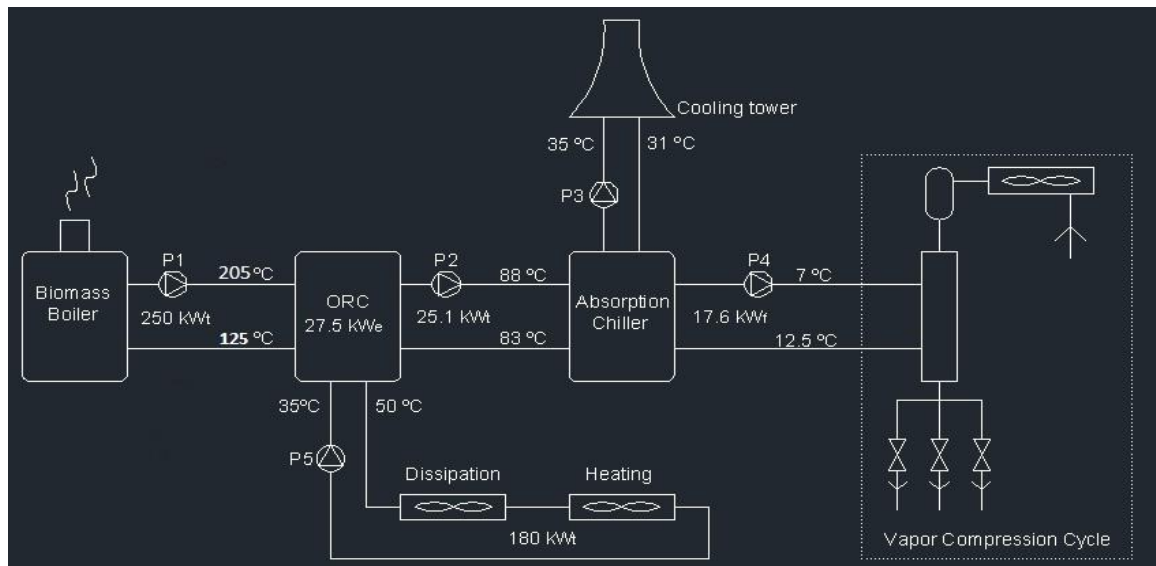 Cooling tower
35 ºC
31 ºC
P3
P1
205 ºC
P2
88 ºC
P4
7 ºC
Biomass
Boiler
250 kWt
ORC
27.5 kWe
25.1 kWt
Absorption
Chiller
17.6 kWt
125 ºC
83 ºC
12.5 ºC
35ºC
50 ºC
P5
Dissipation
Heating
180 kWt
Vapor Compression Cycle